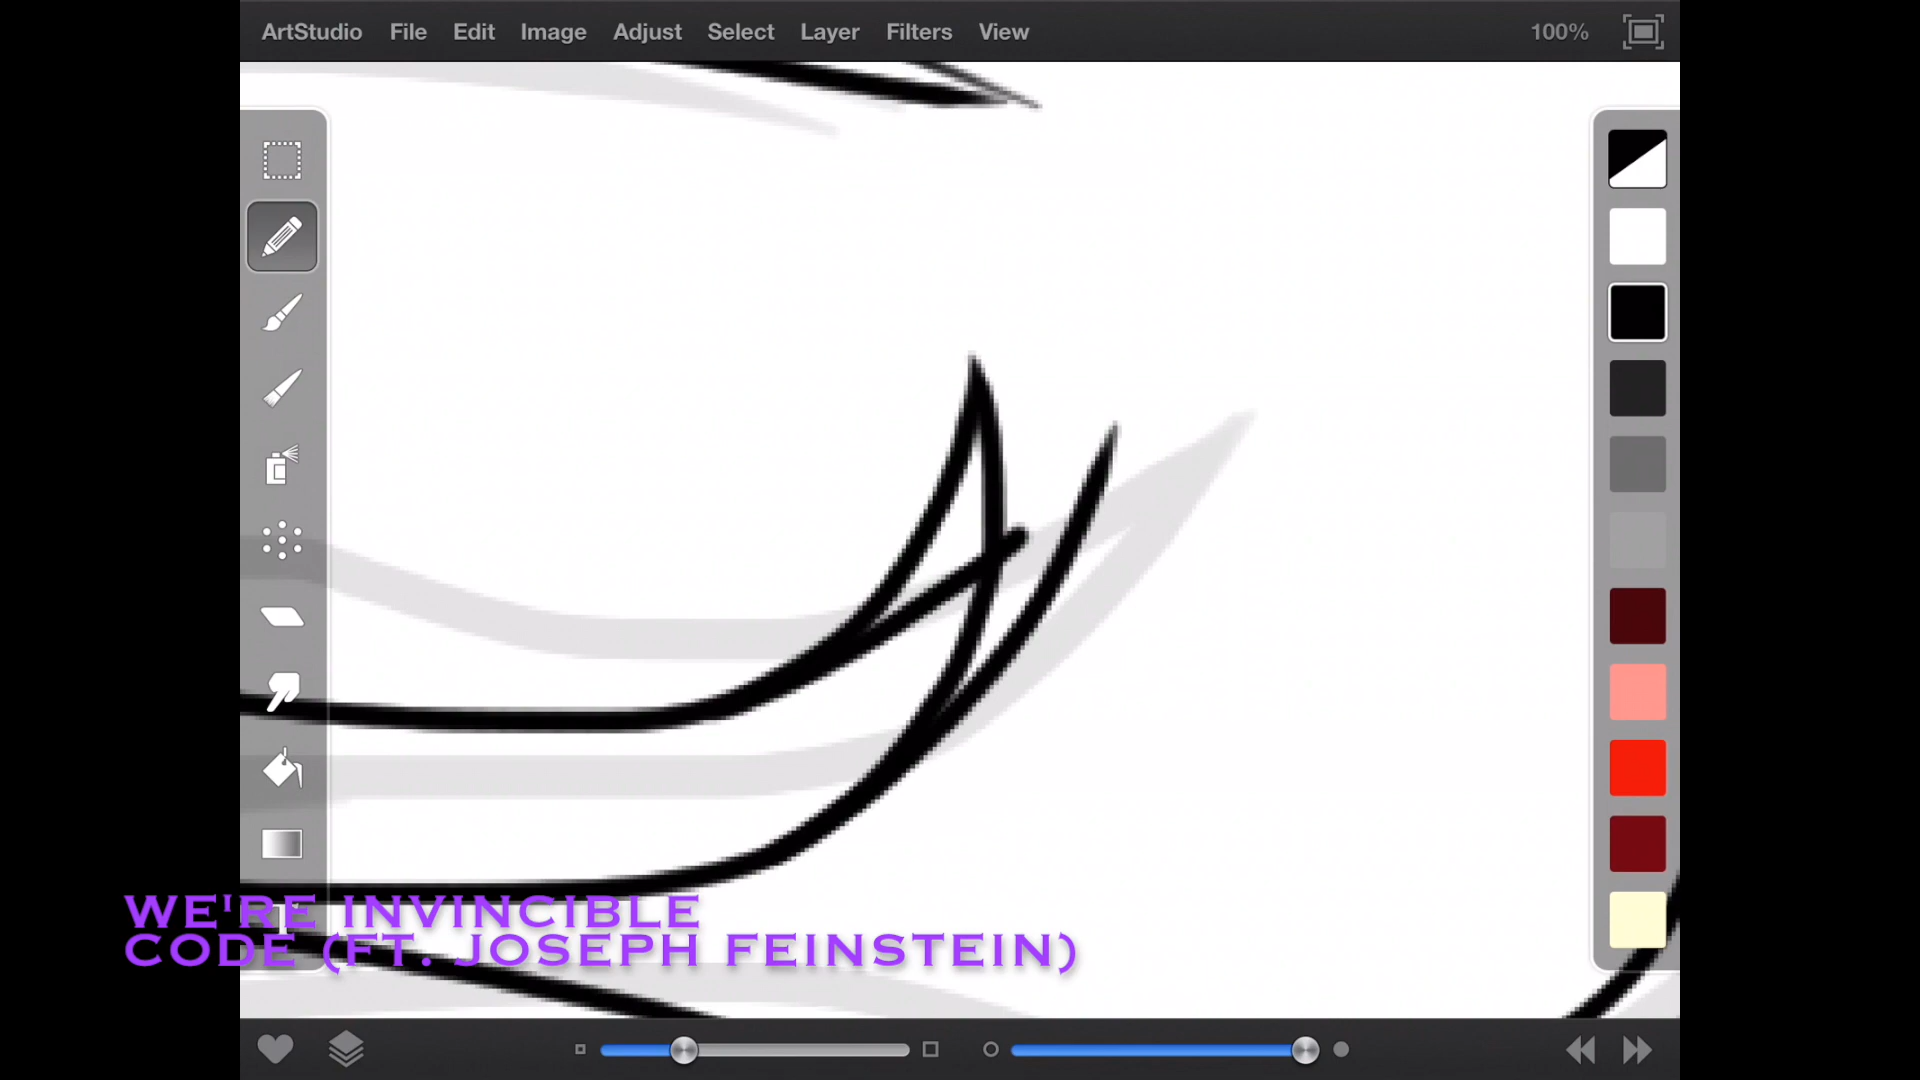 ArtStudio File Edit Image Adjust Select Layer Filters View 100%
WE'RE INVINCIBLE
CODE (FT. JOSEPH FEINSTEIN)